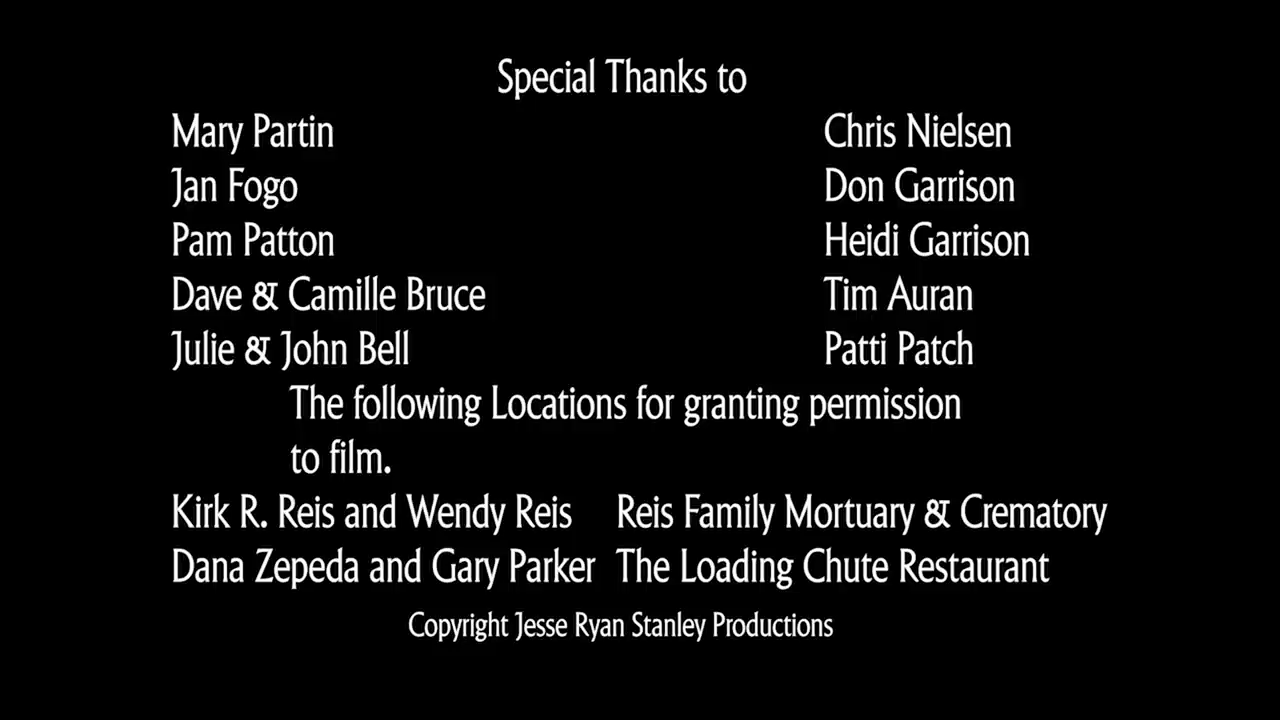 Special Thanks to
Mary Partin Chris Nielsen
Jan Fogo Don Garrison
Pam Patton Heidi Garrison
Dave & Camille Bruce Tim Auran
Julie & John Bell Patti Patch
The following Locations for granting permission
to film.
Kirk R. Reis and Wendy Reis Reis Family Mortuary & Crematory
Dana Zepeda and Gary Parker The Loading Chute Restaurant
Copyright Jesse Ryan Stanley Productions